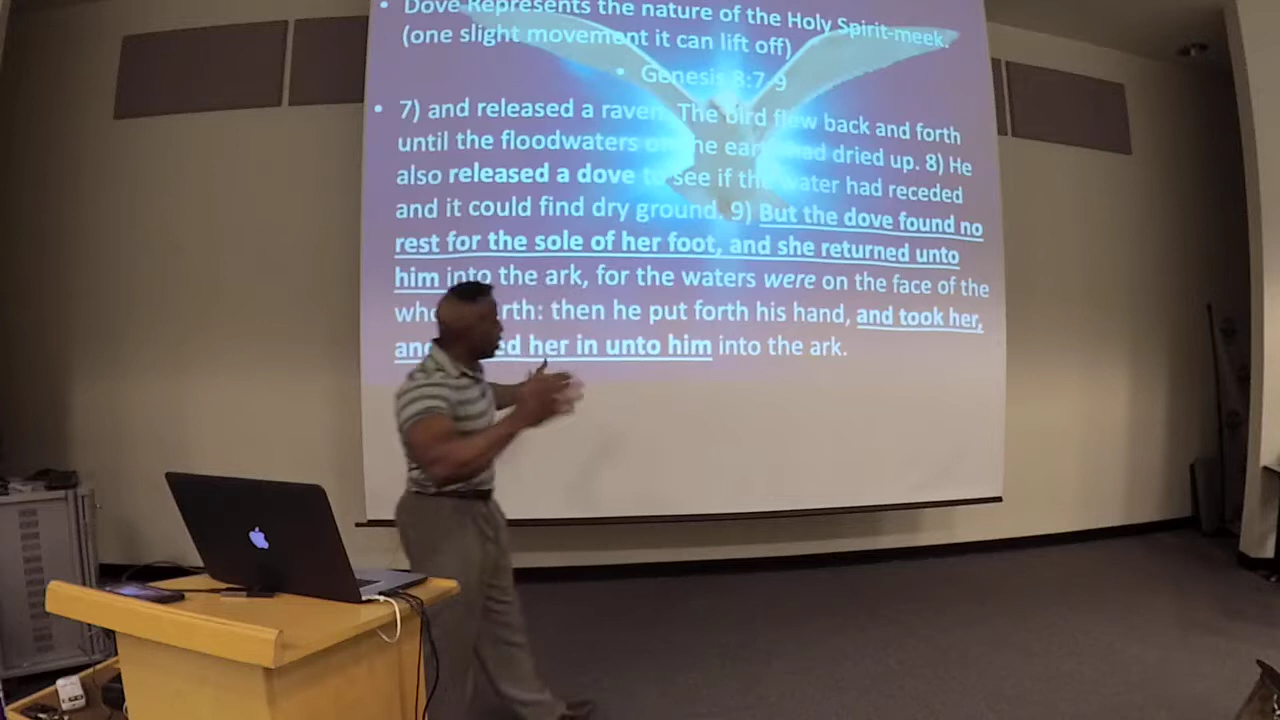 • Dove Represents the nature of the Holy Spirit-meek.
(one slight movement it can lift off)
• Genesis 8:7-9
• 7) and released a raven. The bird flew back and forth
until the floodwaters on the earth had dried up. 8) He
also released a dove to see if the water had receded
and it could find dry ground. 9) But the dove found no
rest for the sole of her foot, and she returned unto
him into the ark, for the waters were on the face of the
then he put forth his hand, and took her,
her in unto him into the ark.